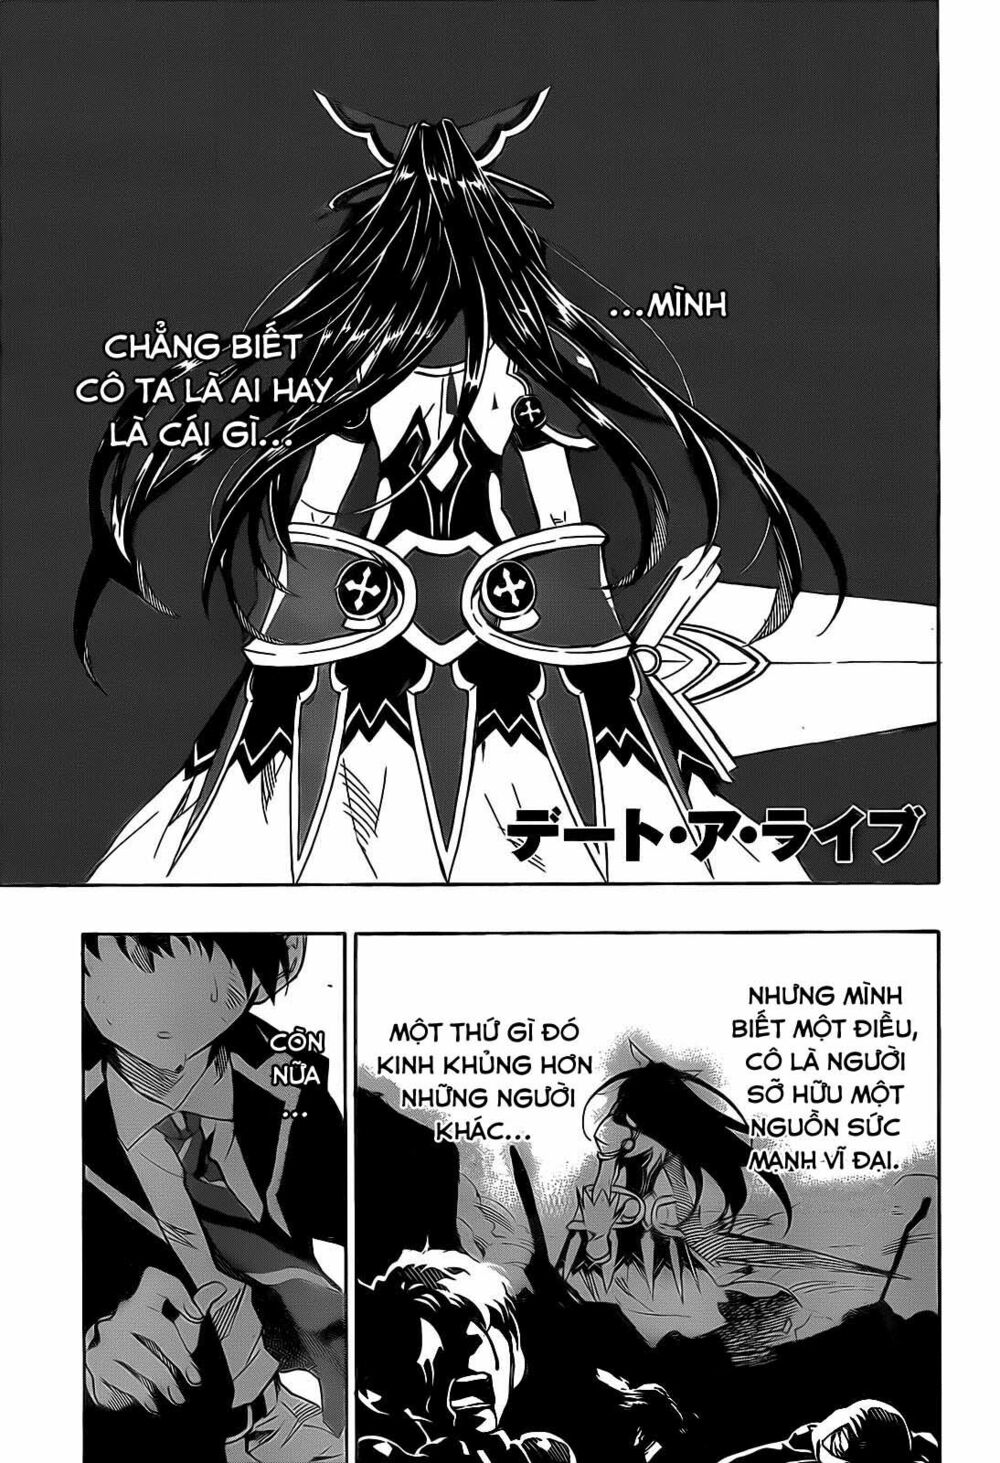 ...MÌNH
CHẲNG BIẾT
CÔ TA LÀ AI HAY
LÀ CÁI GÌ...
デート・ア・ライブ
NHƯNG MÌNH
BIẾT MỘT ĐIỀU,
CÔ LÀ NGƯỜI
SỠ HỮU MỘT
NGUỒN SỨC
MẠNH VĨ ĐẠI.
MỘT THỨ GÌ ĐÓ
KINH KHỦNG HƠN
NHỮNG NGƯỜI
KHÁC...
CÒN
NỮA
...